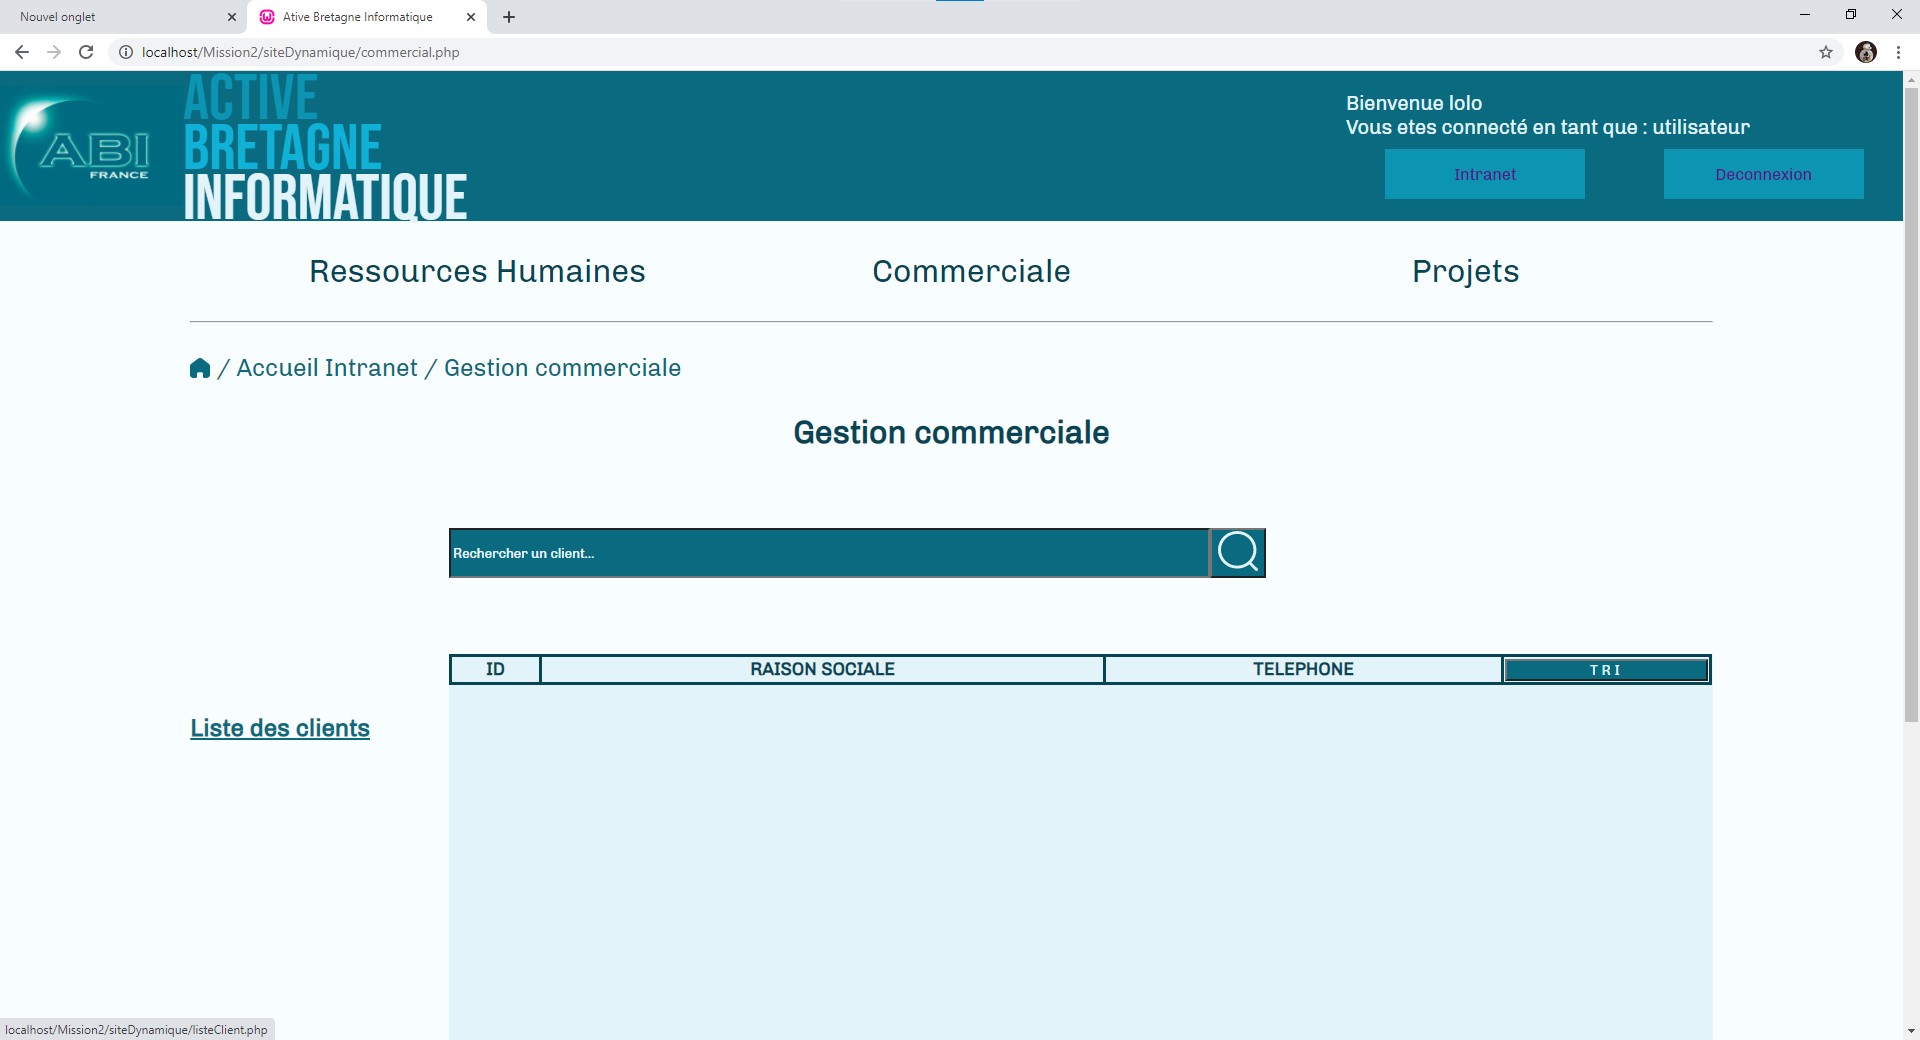 Nouvel onglet
Ative Bretagne Informatique
localhost/Mission2/siteDynamique/commercial.php
ABI
FRANCE
ACTIVE
BRETAGNE
INFORMATIQUE
Bienvenue lolo
Vous etes connecté en tant que : utilisateur
Intranet
Deconnexion
Ressources Humaines
Commerciale
Projets
/ Accueil Intranet / Gestion commerciale
Gestion commerciale
Rechercher un client...
ID
RAISON SOCIALE
TELEPHONE
TRI
Liste des clients
localhost/Mission2/siteDynamique/listeClient.php